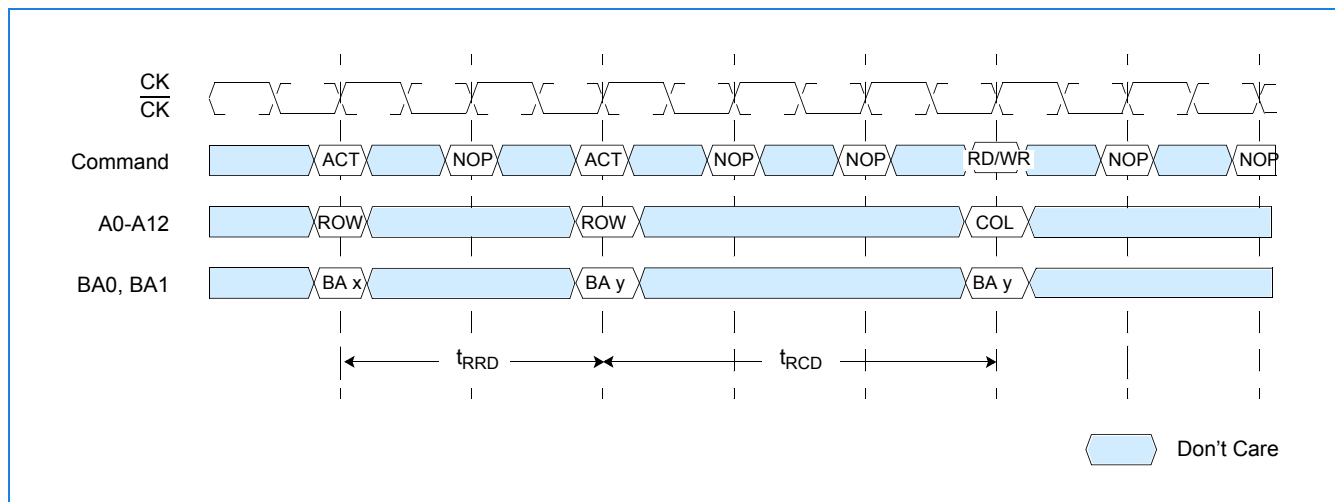 CK
CK
Command ACT NOP ACT NOP NOP RD/WR NOP NOP
A0-A12 ROW ROW COL
BA0, BA1 BA x BA y BA y
tRRD tRCD
Don't Care